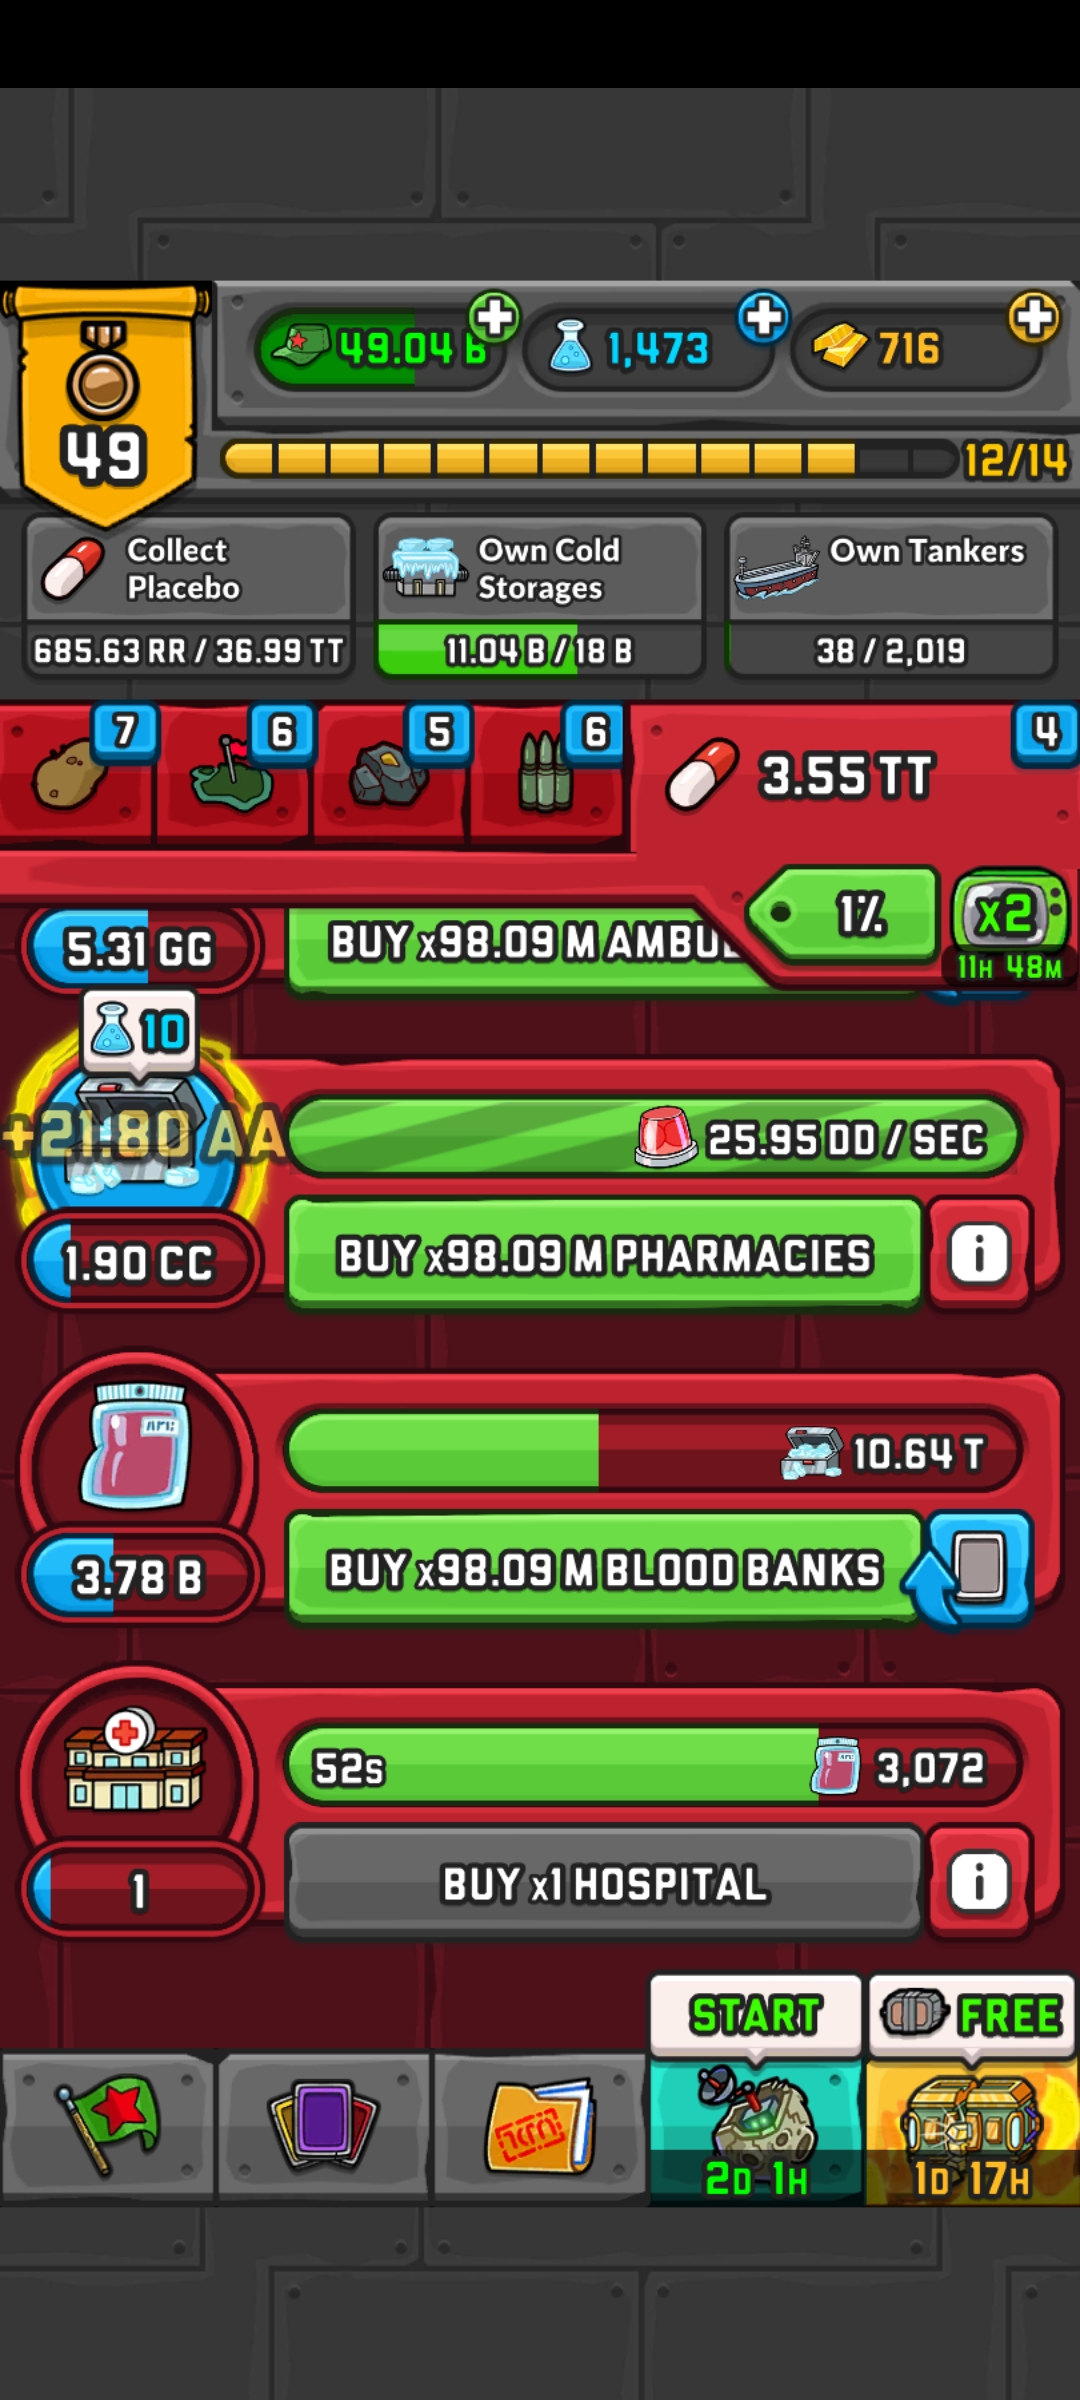 49.04 B
1,473
716
49
12/14
Collect Placebo
Own Cold Storages
Own Tankers
685.63 RR / 36.99 TT
11.04 B / 18 B
38 / 2,019
7
6
5
6
3.55 TT
4
1%
x2
11H 48M
5.31 GG
BUY x98.09 M
10
+21.80 AA
25.95 DD / SEC
1.90 CC
BUY x98.09 M PHARMACIES
10.64 T
3.78 B
BUY x98.09 M BLOOD BANKS
52s
3,072
1
BUY x1 HOSPITAL
START
FREE
2D 1H
1D 17H